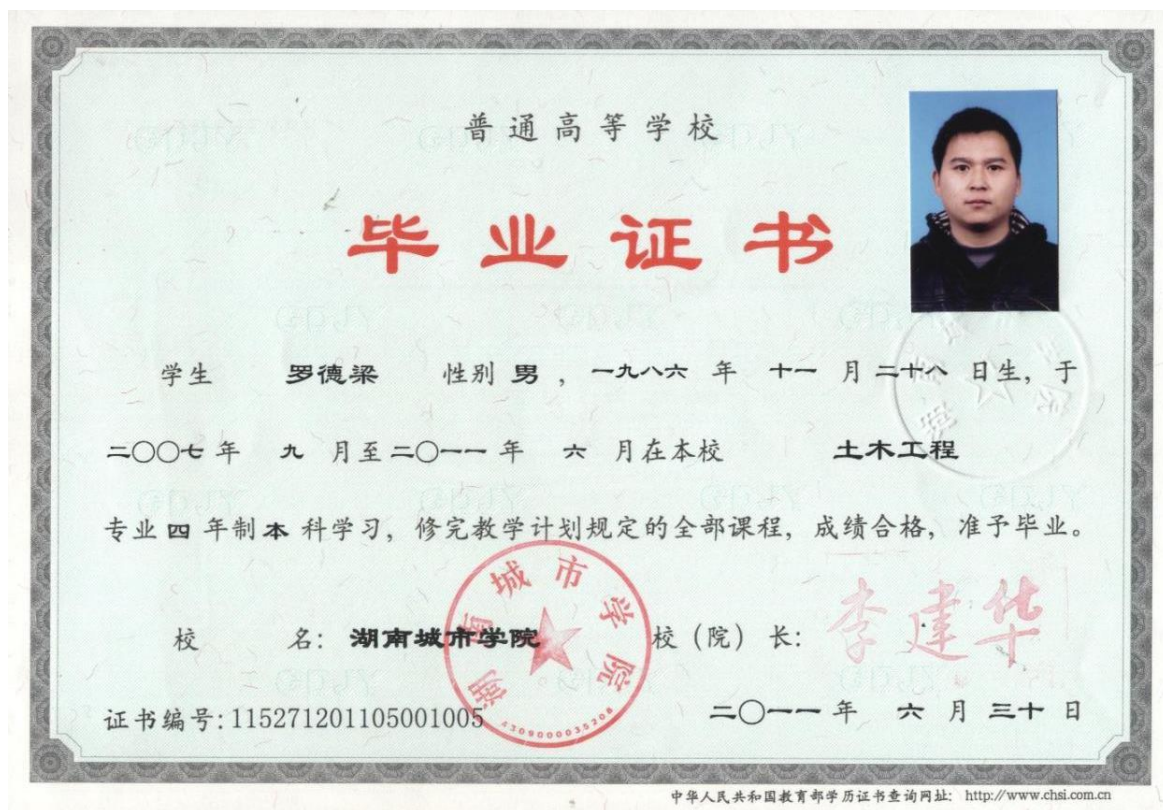 普通高等学校
毕业证书
学生 罗德梁 性别 男 ,一九八六 年 十一 月 二十八 日生, 于
二〇〇七年 九 月至二〇一一年 六 月在本校 土木工程
专业 四 年制 本 科学习, 修完教学计划规定的全部课程, 成绩合格, 准予毕业。
湖南城市学院
4309000035208
校 名: 湖南城市学院 校 (院) 长: 李建华
证书编号:115271201105001005 二〇一一 年 六 月 三十 日
中华人民共和国教育部学历证书查询网址: http://www.chsi.com.cn